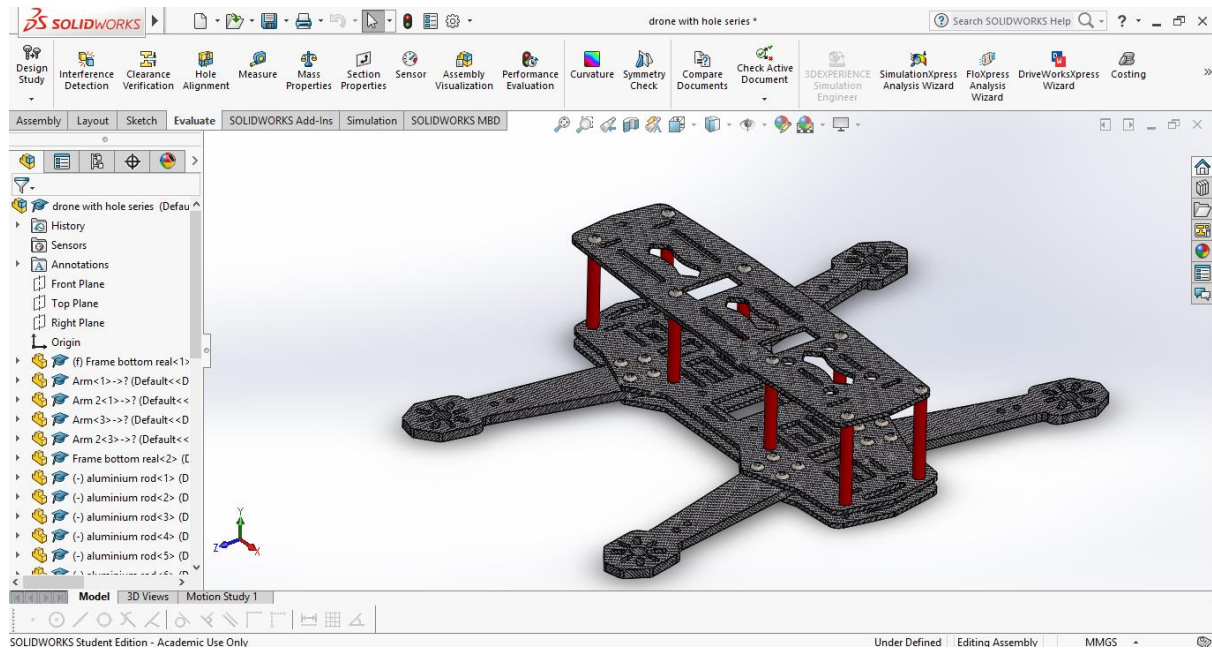 SOLIDWORKS
drone with hole series *
Search SOLIDWORKS Help
?
Design Study
Interference Detection
Clearance Verification
Hole Alignment
Measure
Mass Properties
Section Properties
Sensor
Assembly Visualization
Performance Evaluation
Curvature
Symmetry Check
Compare Documents
Check Active Document
3DEXPERIENCE Simulation Engineer
SimulationXpress Analysis Wizard
FloXpress Analysis Wizard
DriveWorksXpress Wizard
Costing
Assembly
Layout
Sketch
Evaluate
SOLIDWORKS Add-Ins
Simulation
SOLIDWORKS MBD
drone with hole series (Defau
History
Sensors
Annotations
Front Plane
Top Plane
Right Plane
Origin
(f) Frame bottom real<1>
Arm<1>->? (Default<<D
Arm 2<1>->? (Default<<
Arm<3>->? (Default<<D
Arm 2<3>->? (Default<<
Frame bottom real<2> (D
(-) aluminium rod<1> (D
(-) aluminium rod<2> (D
(-) aluminium rod<3> (D
(-) aluminium rod<4> (D
(-) aluminium rod<5> (D
Y
Z
X
Model
3D Views
Motion Study 1
SOLIDWORKS Student Edition - Academic Use Only
Under Defined
Editing Assembly
MMGS